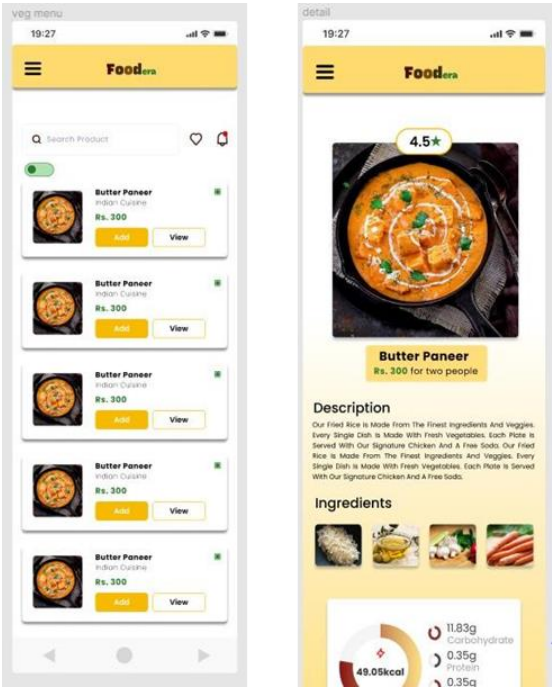 veg menu
19:27
Foodera
Search Product
Butter Paneer
Indian Cuisine
Rs. 300
Add
View
Butter Paneer
Indian Cuisine
Rs. 300
Add
View
Butter Paneer
Indian Cuisine
Rs. 300
Add
View
Butter Paneer
Indian Cuisine
Rs. 300
Add
View
Butter Paneer
Indian Cuisine
Rs. 300
Add
View
detail
19:27
Foodera
4.5★
Butter Paneer
Rs. 300 for two people
Description
Our Fried Rice Is Made From The Finest Ingredients And Veggies.
Every Single Dish Is Made With Fresh Vegetables. Each Plate Is
Served With Our Signature Chicken And A Free Soda. Our Fried
Rice Is Made From The Finest Ingredients And Veggies. Every
Single Dish Is Made With Fresh Vegetables. Each Plate Is Served
With Our Signature Chicken And A Free Soda.
Ingredients
49.05kcal
11.83g
Carbohydrate
0.35g
Protein
0.35g